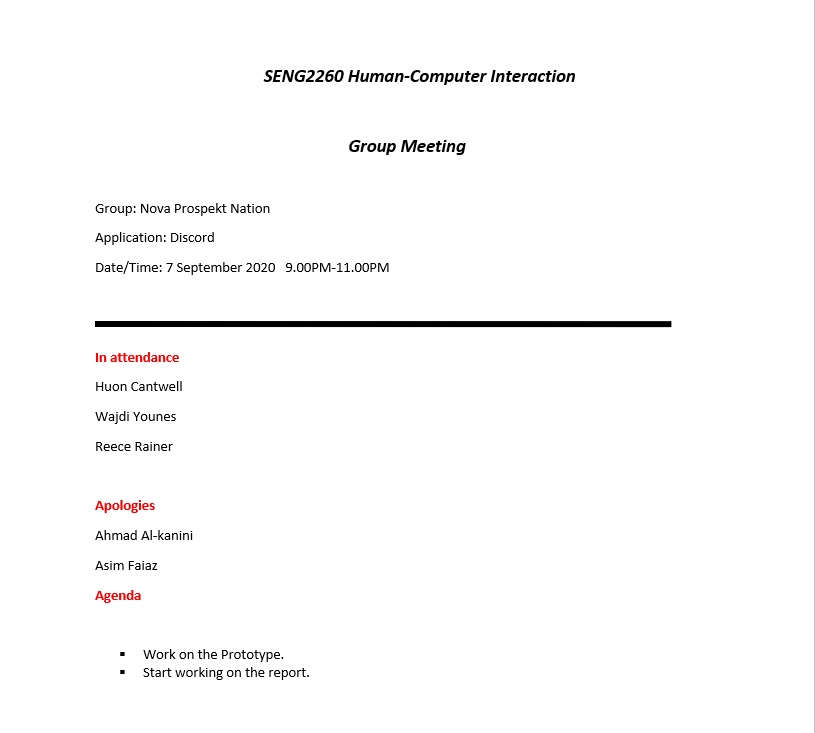 SENG2260 Human-Computer Interaction
Group Meeting
Group: Nova Prospekt Nation
Application: Discord
Date/Time: 7 September 2020   9.00PM-11.00PM
In attendance
Huon Cantwell
Wajdi Younes
Reece Rainer
Apologies
Ahmad Al-kanini
Asim Faiaz
Agenda
▪ Work on the Prototype.
▪ Start working on the report.